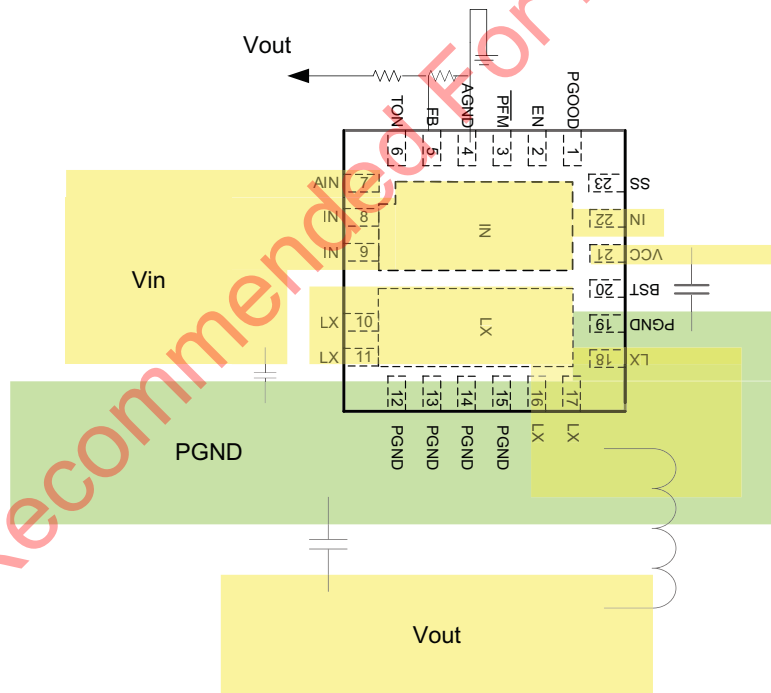 Vout
TON
FB
AGND
PFM
EN
PGOOD
6
5
4
3
2
1
AIN
7
23
SS
IN
8
IN
22
IN
IN
9
21
VCC
Vin
20
BST
LX
10
LX
19
PGND
LX
11
18
LX
12
13
14
15
16
17
PGND
PGND
PGND
PGND
LX
LX
PGND
Vout
Recommended For